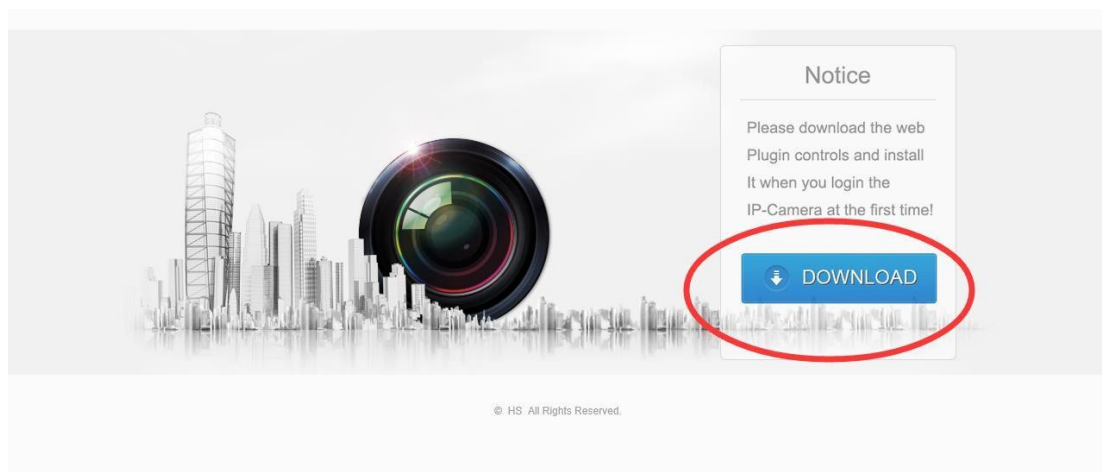 Notice
Please download the web
Plugin controls and install
It when you login the
IP-Camera at the first time!
DOWNLOAD
© HS All Rights Reserved.